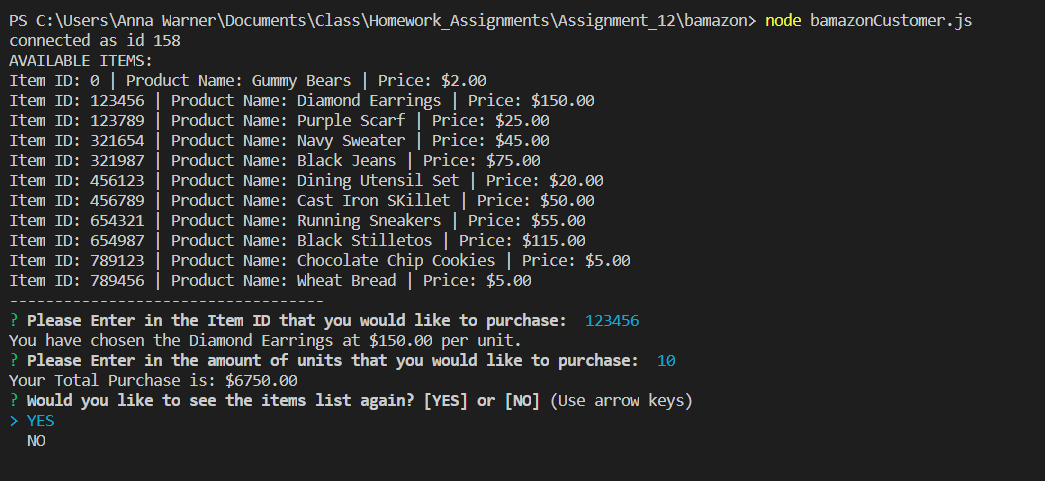 PS C:\Users\Anna Warner\Documents\Class\Homework_Assignments\Assignment_12\bamazon> node bamazonCustomer.js
connected as id 158
AVAILABLE ITEMS:
Item ID: 0 | Product Name: Gummy Bears | Price: $2.00
Item ID: 123456 | Product Name: Diamond Earrings | Price: $150.00
Item ID: 123789 | Product Name: Purple Scarf | Price: $25.00
Item ID: 321654 | Product Name: Navy Sweater | Price: $45.00
Item ID: 321987 | Product Name: Black Jeans | Price: $75.00
Item ID: 456123 | Product Name: Dining Utensil Set | Price: $20.00
Item ID: 456789 | Product Name: Cast Iron SKillet | Price: $50.00
Item ID: 654321 | Product Name: Running Sneakers | Price: $55.00
Item ID: 654987 | Product Name: Black Stilletos | Price: $115.00
Item ID: 789123 | Product Name: Chocolate Chip Cookies | Price: $5.00
Item ID: 789456 | Product Name: Wheat Bread | Price: $5.00
-----------------------------------
? Please Enter in the Item ID that you would like to purchase:  123456
You have chosen the Diamond Earrings at $150.00 per unit.
? Please Enter in the amount of units that you would like to purchase:  10
Your Total Purchase is: $6750.00
? Would you like to see the items list again? [YES] or [NO] (Use arrow keys)
> YES
  NO